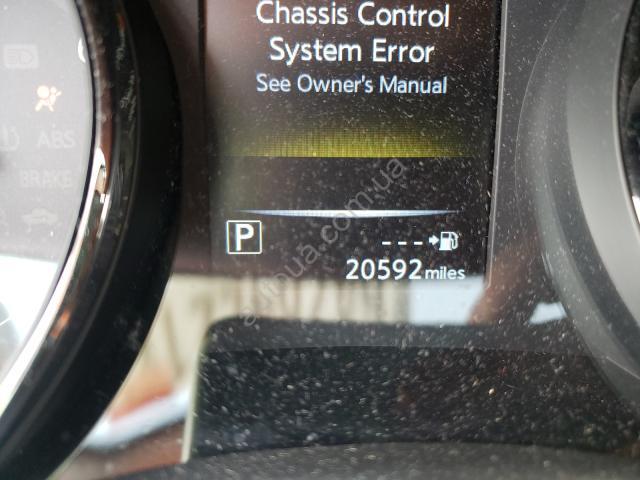 Chassis Control
System Error
See Owner's Manual
ABS
BRAKE
P
---
20592 miles
autoua.com.ua